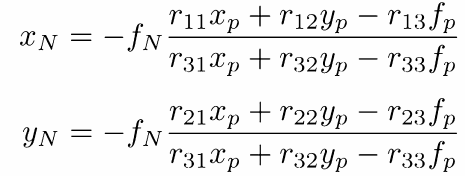 x_N = -f_N \frac{r_{11}x_p + r_{12}y_p - r_{13}f_p}{r_{31}x_p + r_{32}y_p - r_{33}f_p}
y_N = -f_N \frac{r_{21}x_p + r_{22}y_p - r_{23}f_p}{r_{31}x_p + r_{32}y_p - r_{33}f_p}